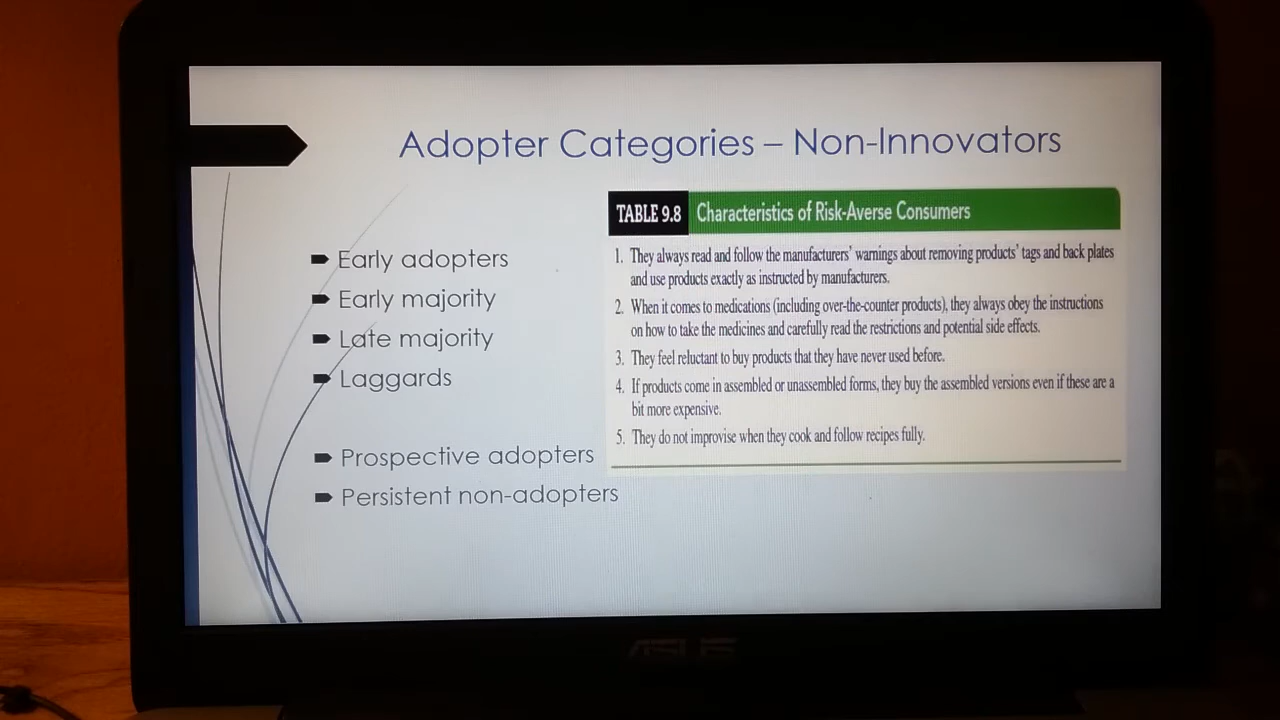 Adopter Categories – Non-Innovators
Early adopters
Early majority
Late majority
Laggards
Prospective adopters
Persistent non-adopters
TABLE 9.8 Characteristics of Risk-Averse Consumers
1. They always read and follow the manufacturers' warnings about removing products' tags and back plates
and use products exactly as instructed by manufacturers.
2. When it comes to medications (including over-the-counter products), they always obey the instructions
on how to take the medicines and carefully read the restrictions and potential side effects.
3. They feel reluctant to buy products that they have never used before.
4. If products come in assembled or unassembled forms, they buy the assembled versions even if these are a
bit more expensive.
5. They do not improvise when they cook and follow recipes fully.
ASUS